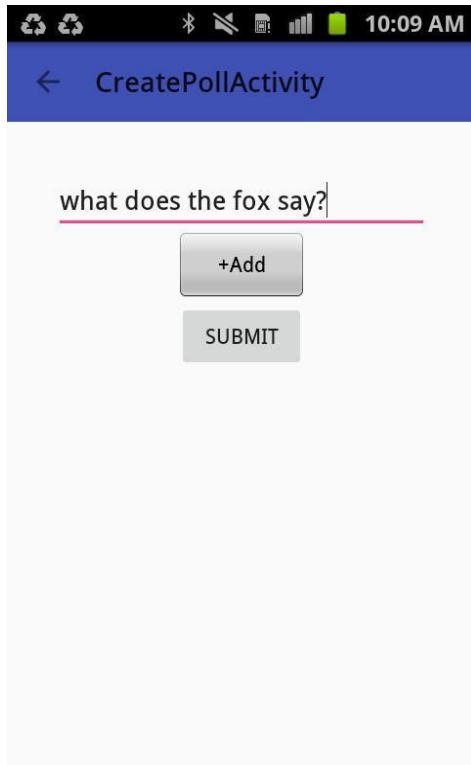 10:09 AM
CreatePollActivity
what does the fox say?
+Add
SUBMIT